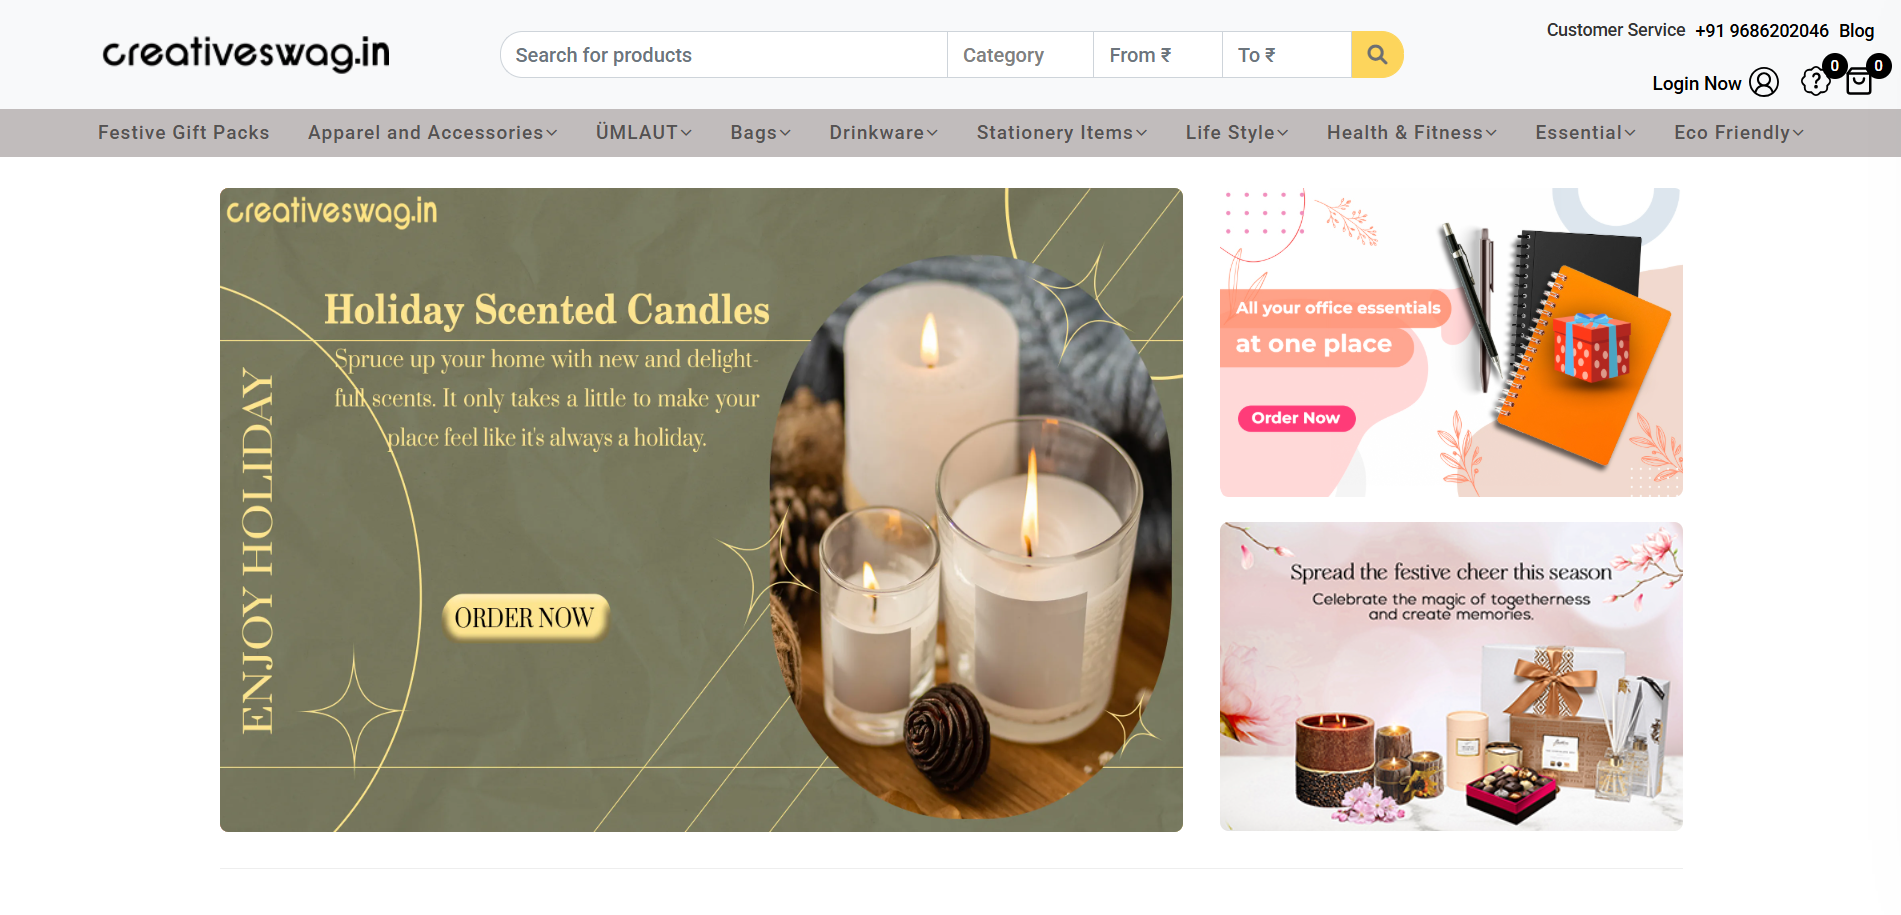 creativeswag.in
Search for products
Category
From ₹
To ₹
Customer Service +91 9686202046 Blog
Login Now
0
0
Festive Gift Packs
Apparel and Accessories
ÜMLAUT
Bags
Drinkware
Stationery Items
Life Style
Health & Fitness
Essential
Eco Friendly
creativeswag.in
Holiday Scented Candles
Spruce up your home with new and delight-
full scents. It only takes a little to make your
place feel like it's always a holiday.
ENJOY HOLIDAY
ORDER NOW
All your office essentials
at one place
Order Now
Spread the festive cheer this season
Celebrate the magic of togetherness
and create memories.